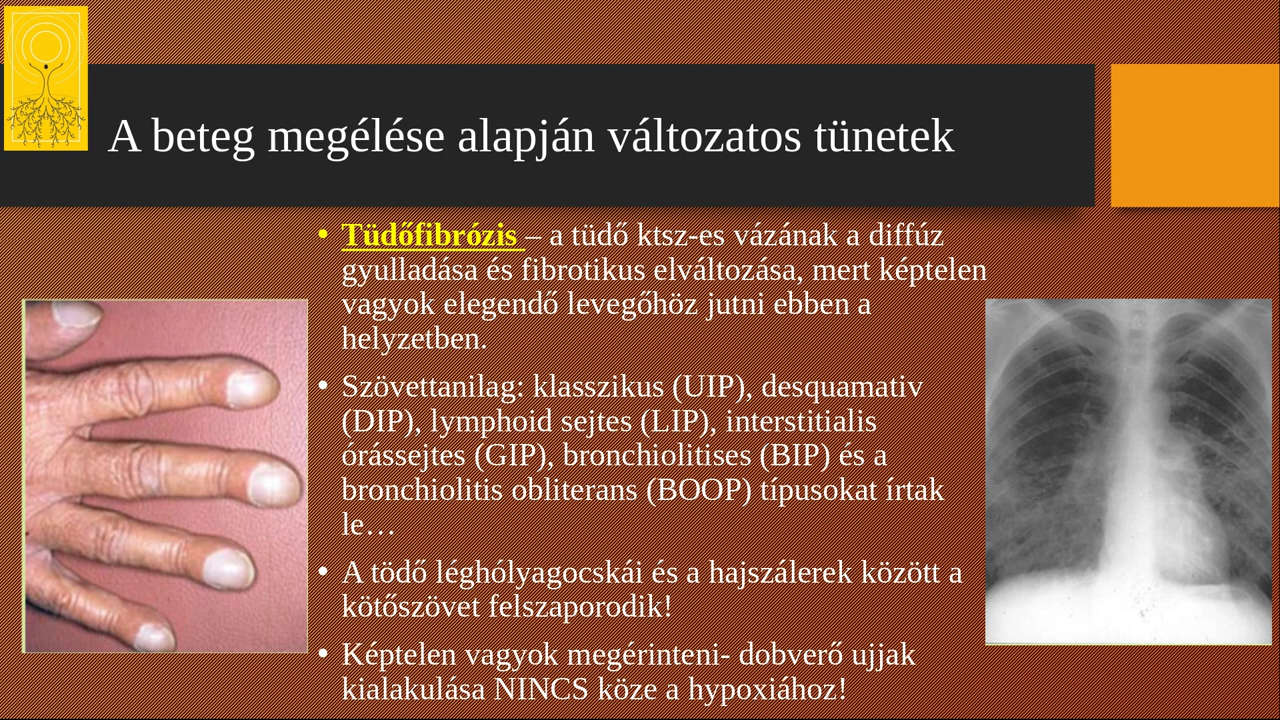 A beteg megélése alapján változatos tünetek
• Tüdőfibrózis – a tüdő ktsz-es vázának a diffúz
gyulladása és fibrotikus elváltozása, mert képtelen
vagyok elegendő levegőhöz jutni ebben a
helyzetben.
• Szövettanilag: klasszikus (UIP), desquamativ
(DIP), lymphoid sejtes (LIP), interstitialis
órássejtes (GIP), bronchiolitises (BIP) és a
bronchiolitis obliterans (BOOP) típusokat írtak
le…
• A tödő léghólyagocskái és a hajszálerek között a
kötőszövet felszaporodik!
• Képtelen vagyok megérinteni- dobverő ujjak
kialakulása NINCS köze a hypoxiához!